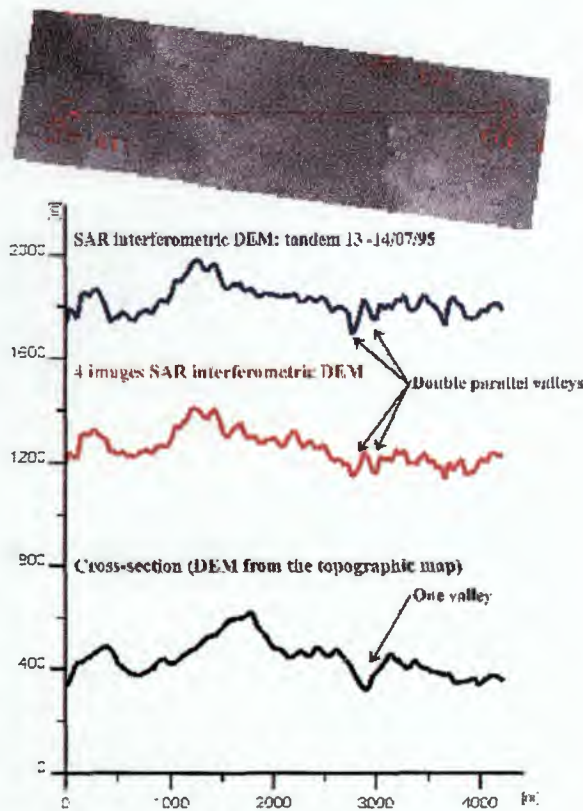 [m]
2000
SAR interferometric DEM: tandem 13-14/07/95
1600
4 images SAR interferometric DEM
Double parallel valleys
1200
800
Cross-section (DEM from the topographic map)
One valley
400
0
0 1000 2000 3000 4000 [m]